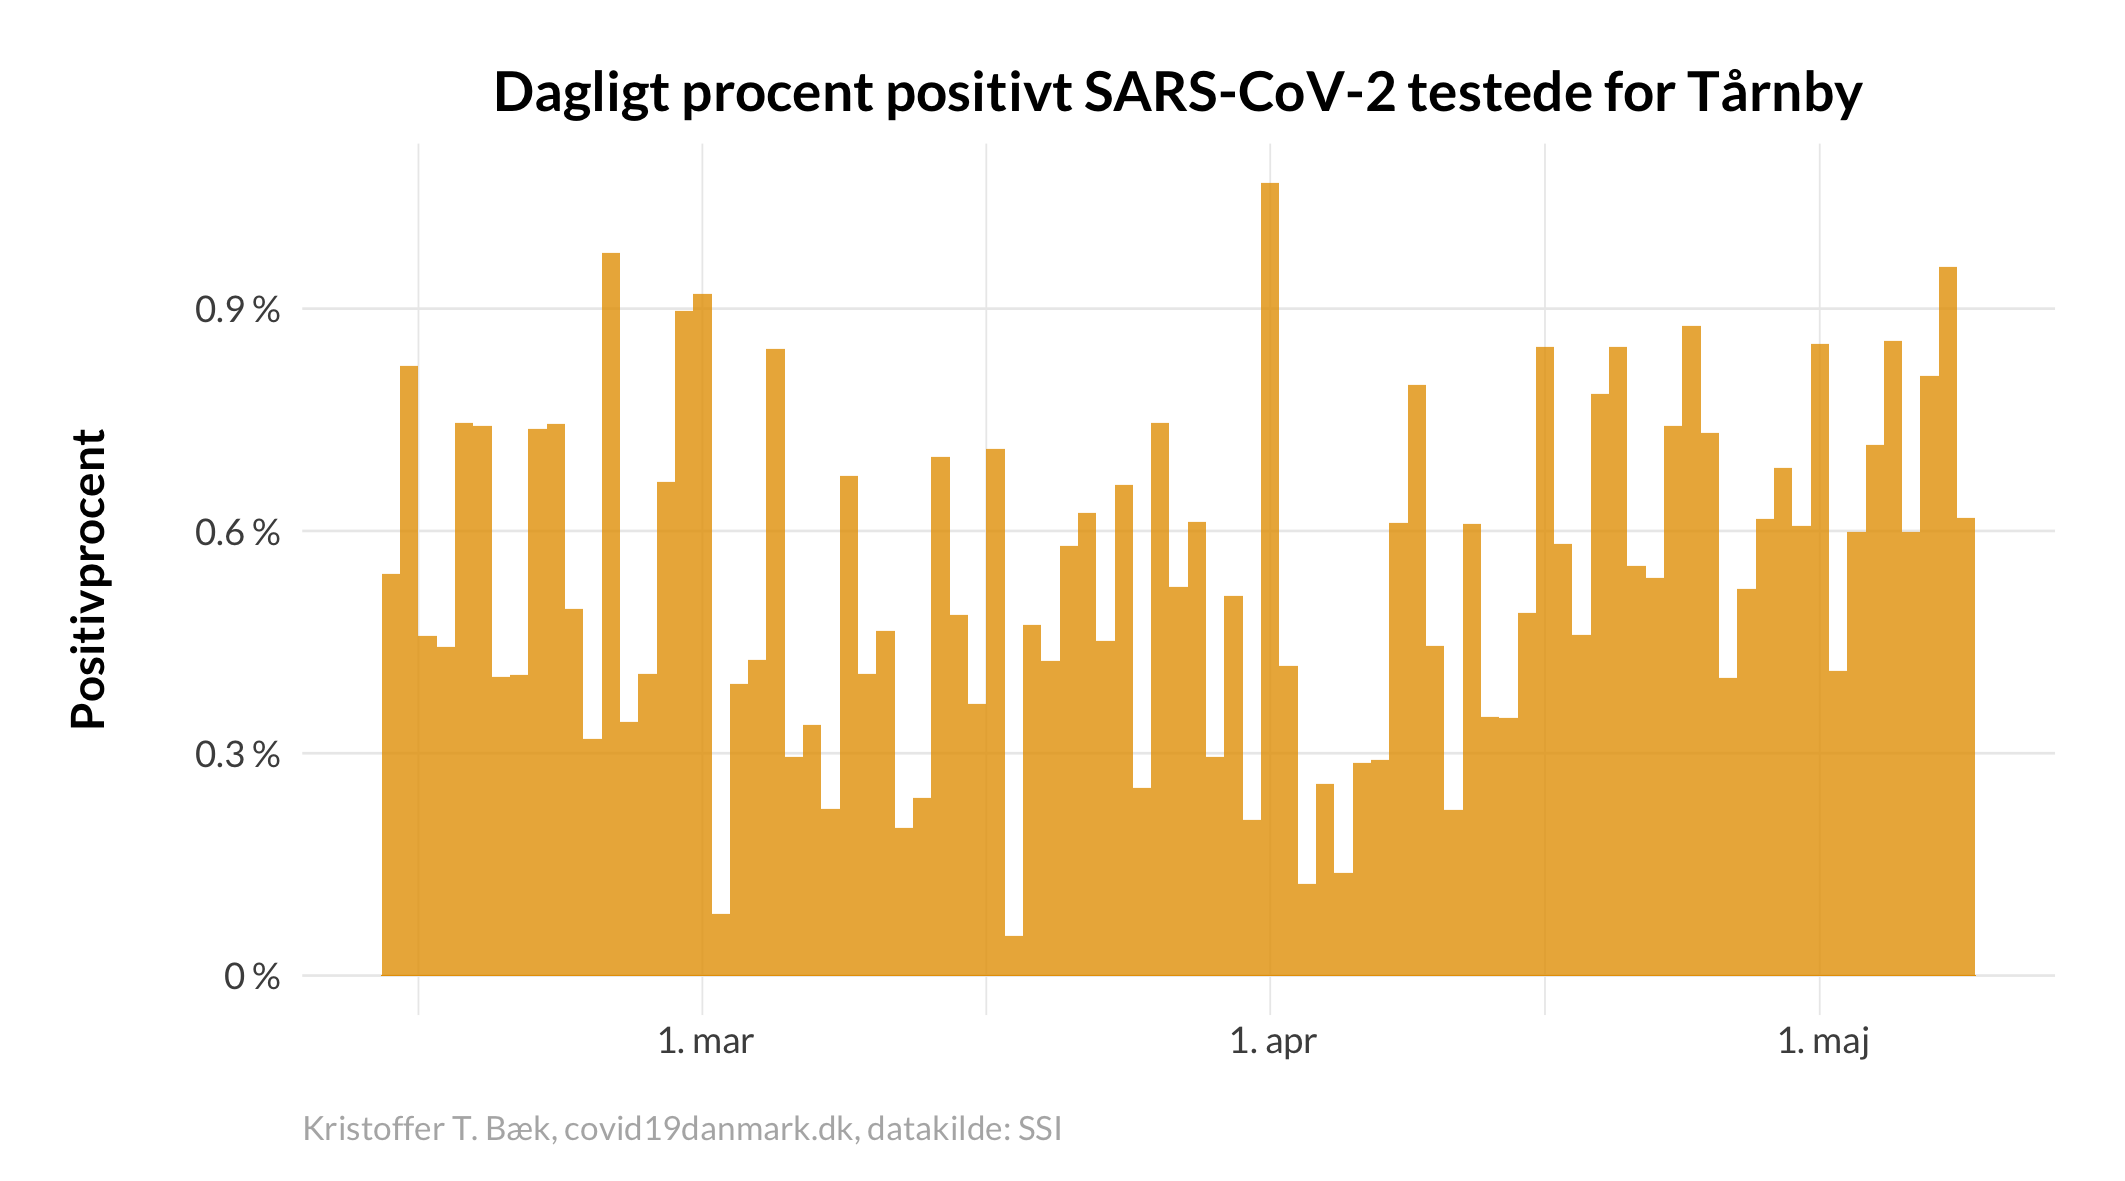 Dagligt procent positivt SARS-CoV-2 testede for Tårnby
Positivprocent
0.9 %
0.6 %
0.3 %
0 %
1. mar
1. apr
1. maj
Kristoffer T. Bæk, covid19danmark.dk, datakilde: SSI